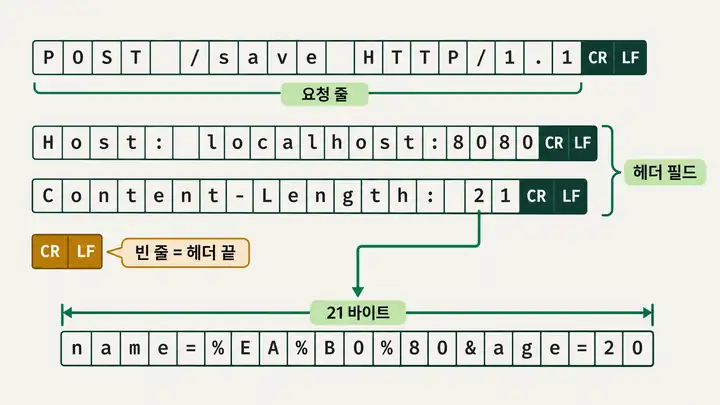 POST /save HTTP/1.1 CR LF
요청 줄
Host: localhost:8080 CR LF
헤더 필드
Content-Length: 21 CR LF
CR LF 빈 줄 = 헤더 끝
21 바이트
name=%EA%B0%80&age=20